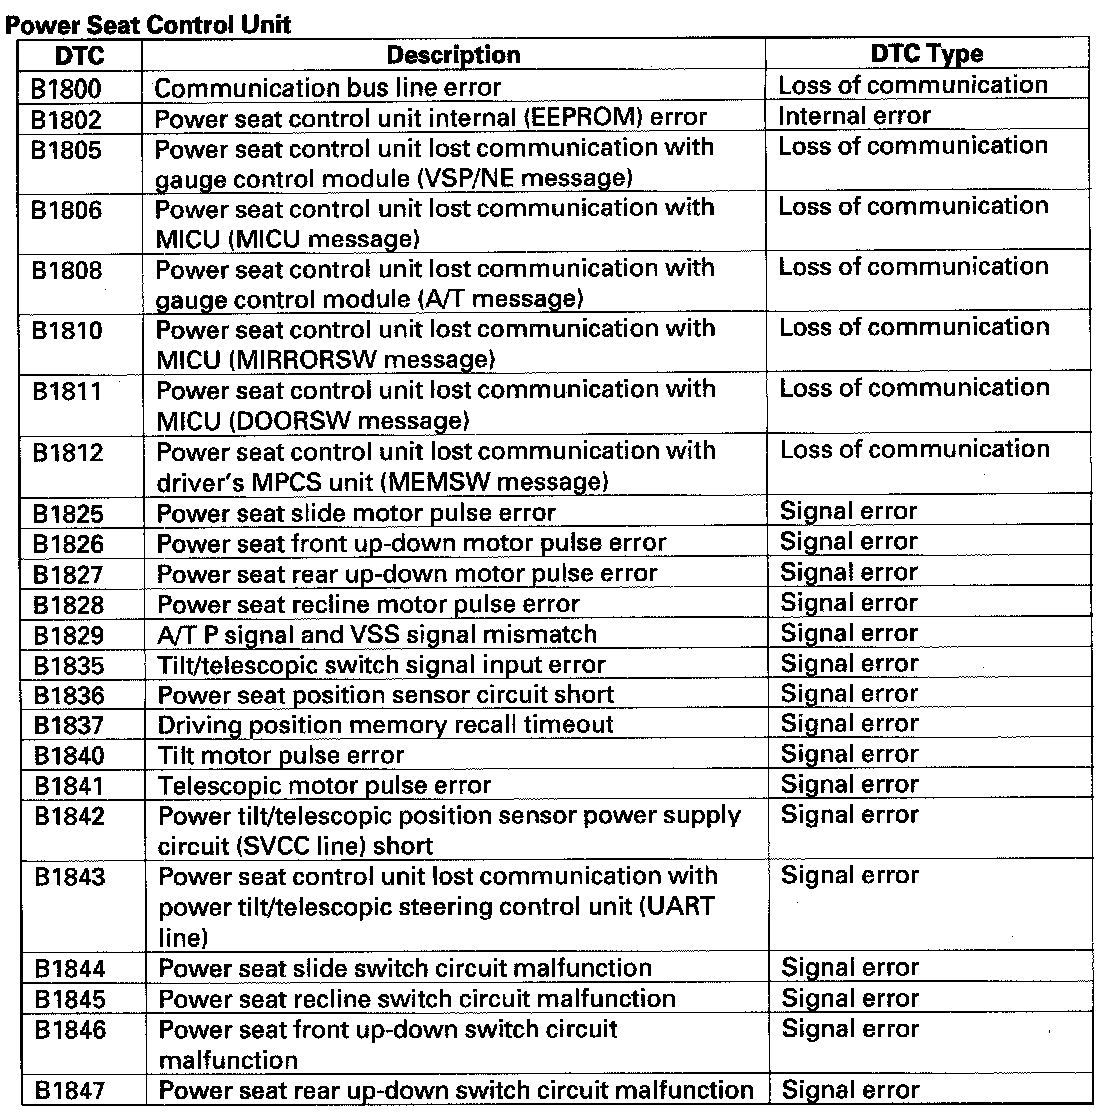 Power Seat Control Unit
DTC Description DTC Type
B1800 Communication bus line error Loss of communication
B1802 Power seat control unit internal (EEPROM) error Internal error
B1805 Power seat control unit lost communication with Loss of communication
gauge control module (VSP/NE message)
B1806 Power seat control unit lost communication with Loss of communication
MICU (MICU message)
B1808 Power seat control unit lost communication with Loss of communication
gauge control module (A/T message)
B1810 Power seat control unit lost communication with Loss of communication
MICU (MIRRORSW message)
B1811 Power seat control unit lost communication with Loss of communication
MICU (DOORSW message)
B1812 Power seat control unit lost communication with Loss of communication
driver's MPCS unit (MEMSW message)
B1825 Power seat slide motor pulse error Signal error
B1826 Power seat front up-down motor pulse error Signal error
B1827 Power seat rear up-down motor pulse error Signal error
B1828 Power seat recline motor pulse error Signal error
B1829 A/T P signal and VSS signal mismatch Signal error
B1835 Tilt/telescopic switch signal input error Signal error
B1836 Power seat position sensor circuit short Signal error
B1837 Driving position memory recall timeout Signal error
B1840 Tilt motor pulse error Signal error
B1841 Telescopic motor pulse error Signal error
B1842 Power tilt/telescopic position sensor power supply Signal error
circuit (SVCC line) short
B1843 Power seat control unit lost communication with Signal error
power tilt/telescopic steering control unit (UART
line)
B1844 Power seat slide switch circuit malfunction Signal error
B1845 Power seat recline switch circuit malfunction Signal error
B1846 Power seat front up-down switch circuit Signal error
malfunction
B1847 Power seat rear up-down switch circuit malfunction Signal error